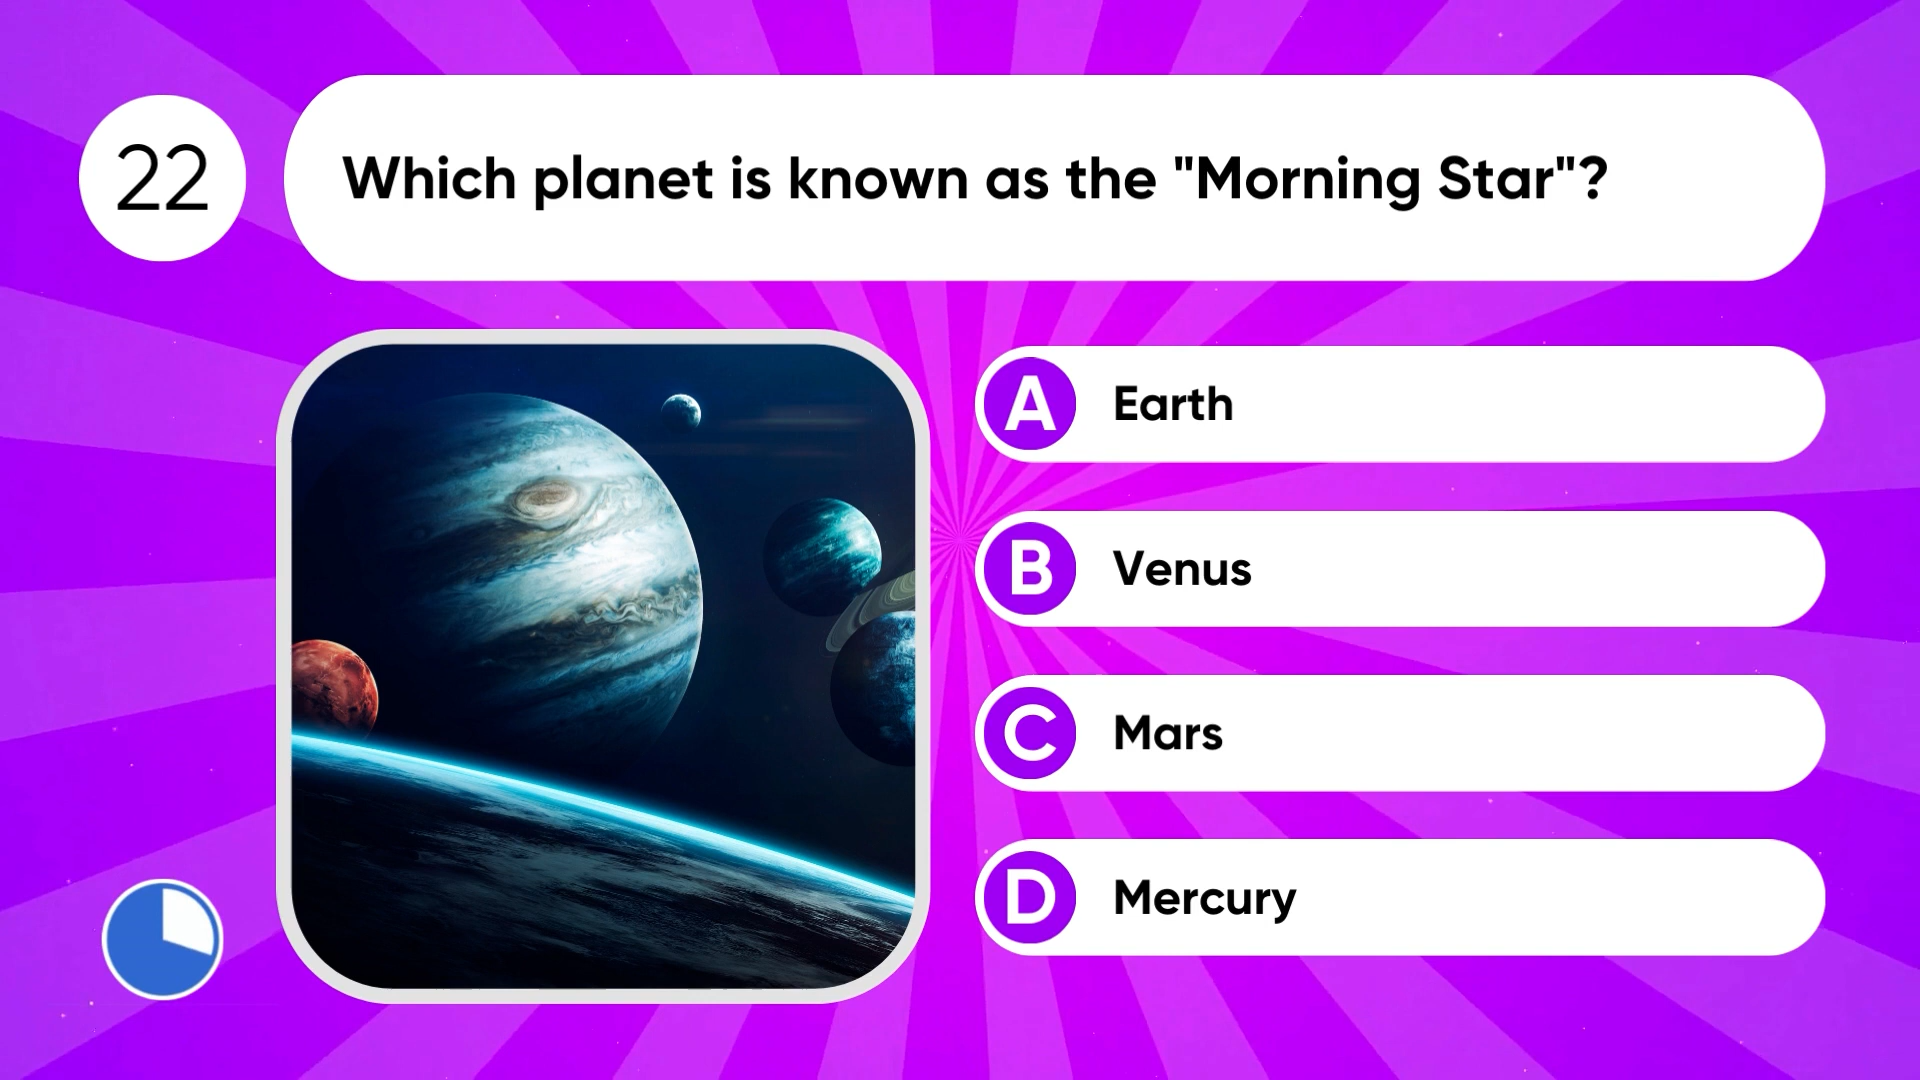 22
Which planet is known as the "Morning Star"?
A Earth
B Venus
C Mars
D Mercury